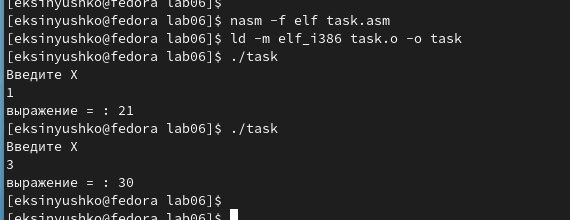 [eksinyushko@fedora lab06]$
[eksinyushko@fedora lab06]$ nasm -f elf task.asm
[eksinyushko@fedora lab06]$ ld -m elf_i386 task.o -o task
[eksinyushko@fedora lab06]$ ./task
Введите X
1
выражение = : 21
[eksinyushko@fedora lab06]$ ./task
Введите X
3
выражение = : 30
[eksinyushko@fedora lab06]$
[eksinyushko@fedora lab06]$